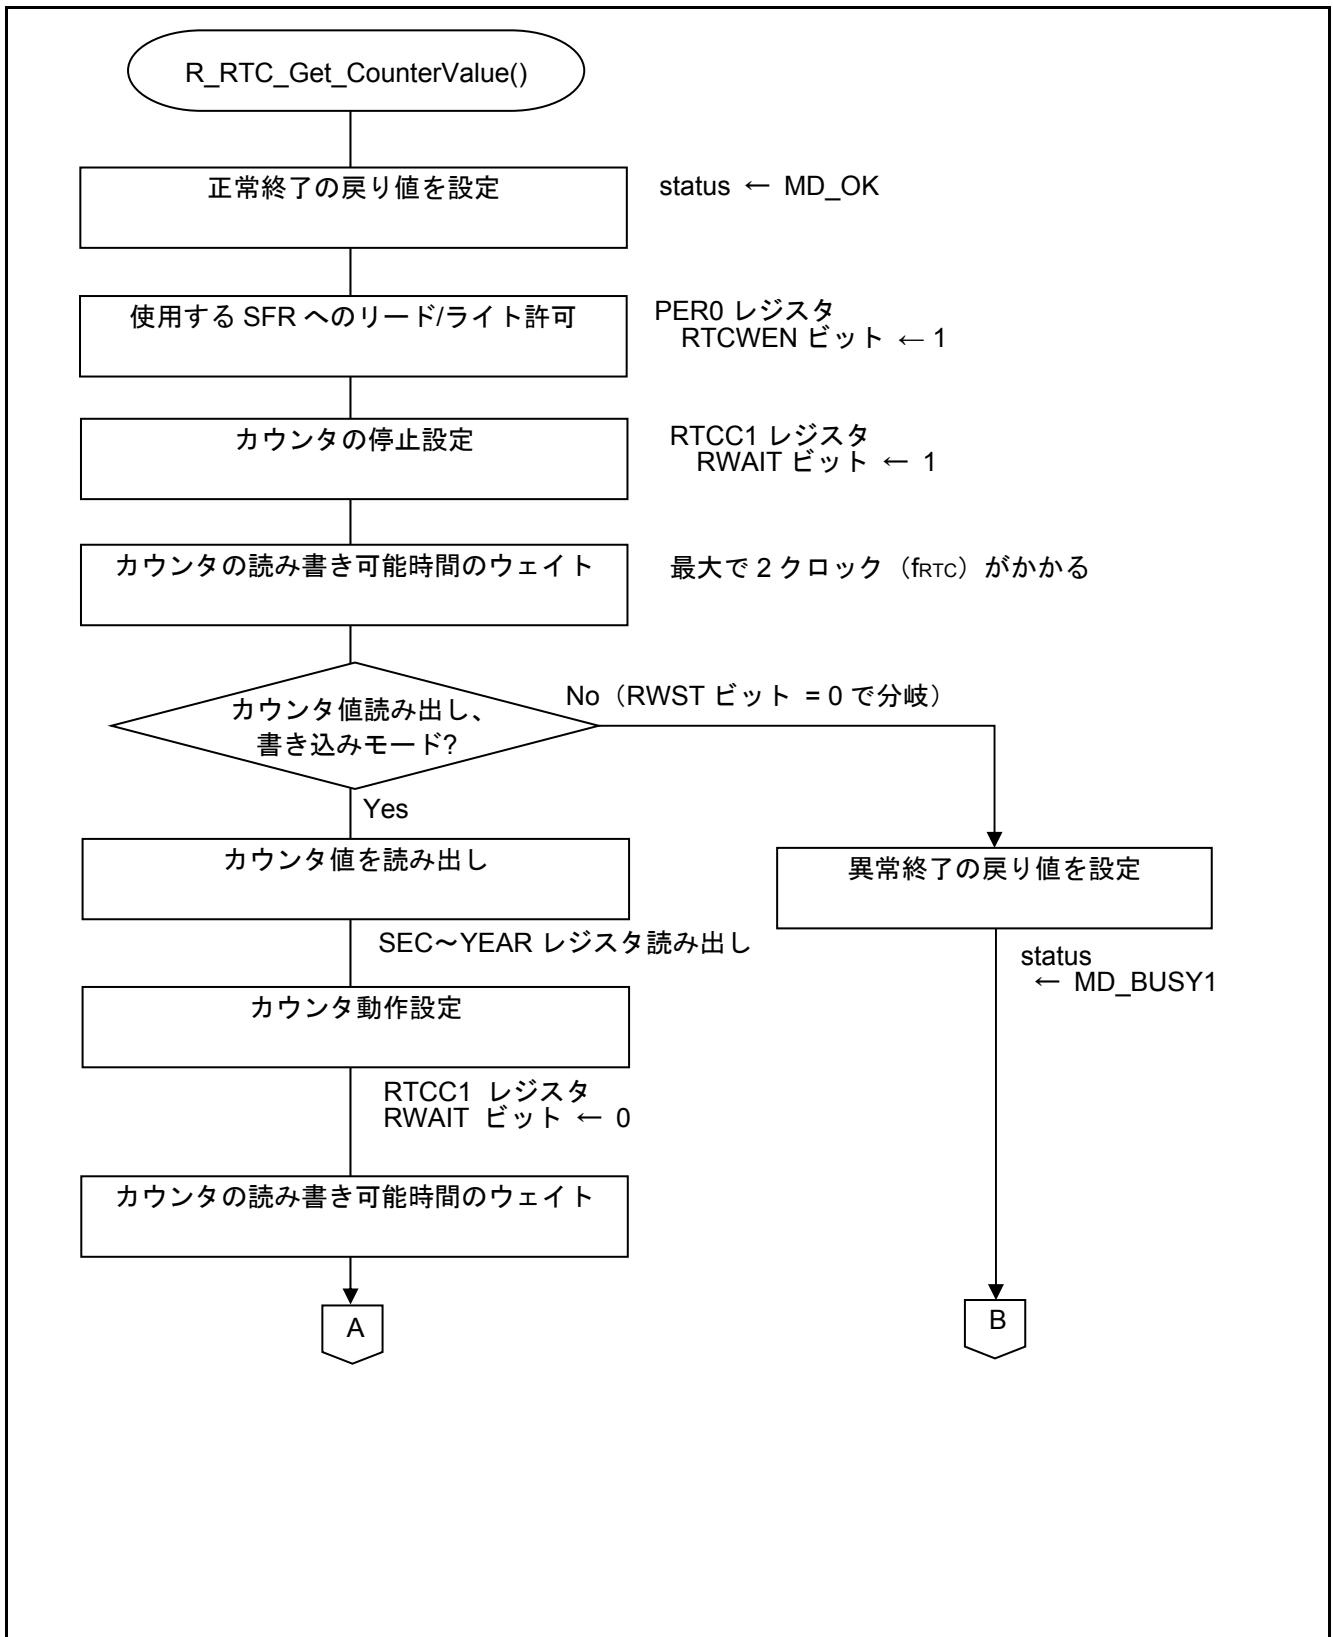 R_RTC_Get_CounterValue()
正常終了の戻り値を設定
status ← MD_OK
使用する SFR へのリード/ライト許可
PER0 レジスタ
RTCWEN ビット ← 1
カウンタの停止設定
RTCC1 レジスタ
RWAIT ビット ← 1
カウンタの読み書き可能時間のウェイト
最大で 2 クロック（fRTC）がかかる
カウンタ値読み出し、
書き込みモード?
No（RWST ビット = 0 で分岐）
Yes
カウンタ値を読み出し
異常終了の戻り値を設定
SEC～YEAR レジスタ読み出し
status
← MD_BUSY1
カウンタ動作設定
RTCC1 レジスタ
RWAIT ビット ← 0
カウンタの読み書き可能時間のウェイト
A
B